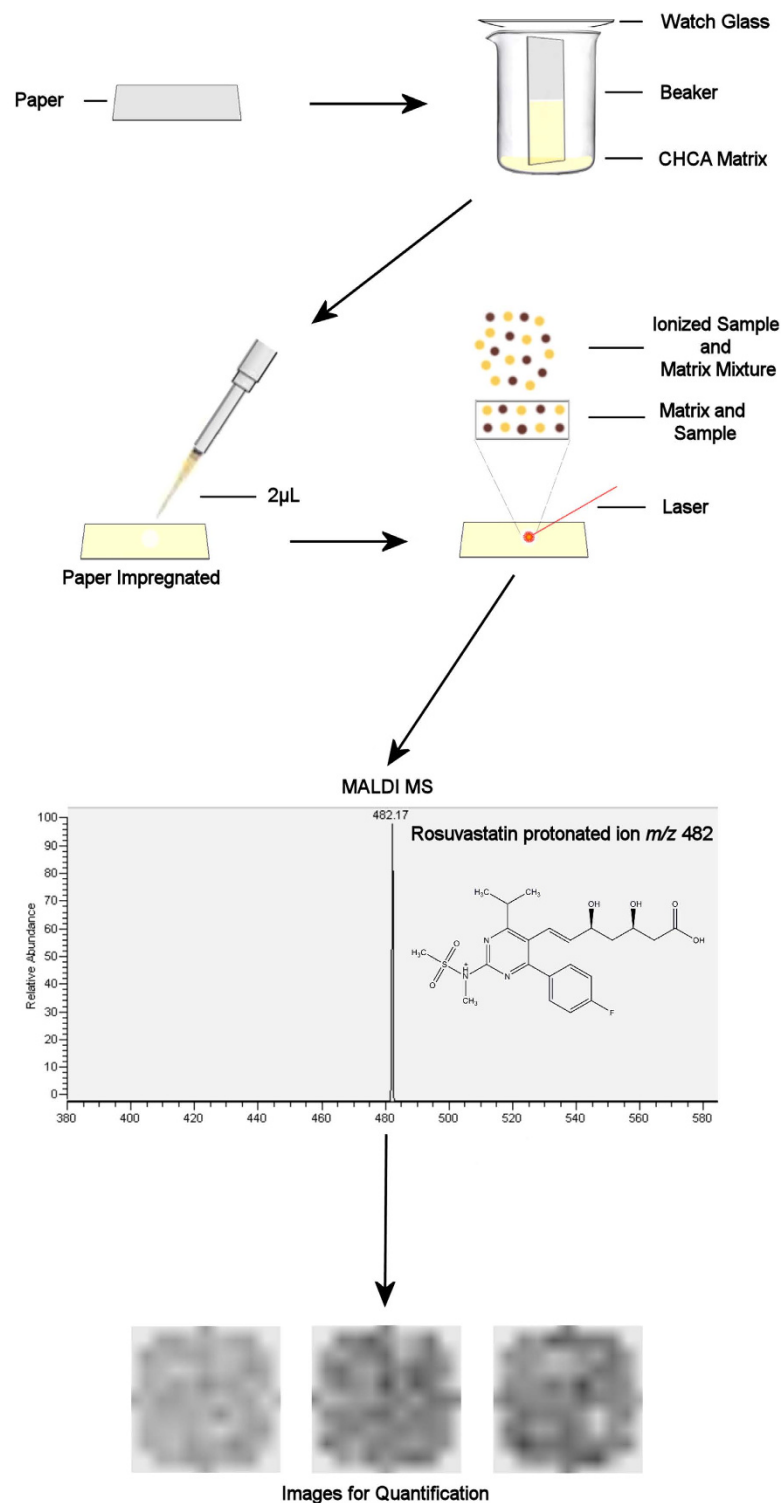 Watch Glass
Paper
Beaker
CHCA Matrix
Ionized Sample
and
Matrix Mixture
Matrix and
Sample
2µL
Laser
Paper Impregnated
MALDI MS
482.17
Rosuvastatin protonated ion m/z 482
Relative Abundance
100
90
80
70
60
50
40
30
20
10
0
H₃C
CH₃
OH
OH
O
OH
N
H₃C
O
S
O
H
+
N
N
CH₃
F
380
400
420
440
460
480
500
520
540
560
580
Images for Quantification